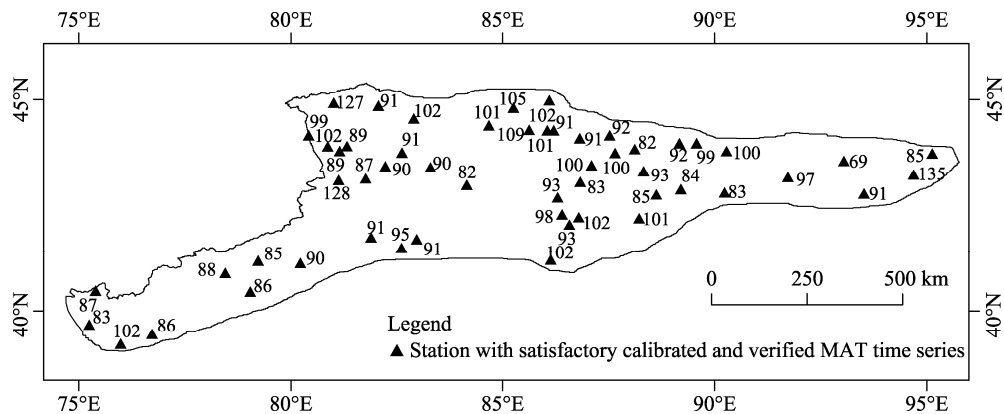 75°E 80°E 85°E 90°E 95°E
45°N 45°N
127 91 102 101 105 102
99 102 89 91 109 101 91 91 92 82 92 99 100
89 87 90 90 82 100 100 93 69 85
128 93 83 85 84 83 97 135 91
98 102 101
91 95 91 93 102
88 85 90
86
87
83
102 86
40°N 40°N
0 250 500 km
Legend
Station with satisfactory calibrated and verified MAT time series
75°E 80°E 85°E 90°E 95°E